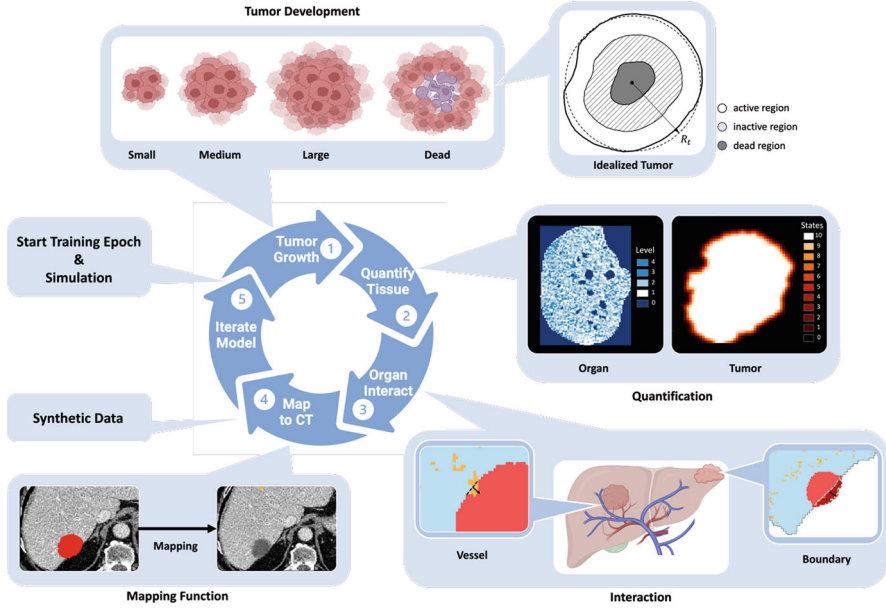 Tumor Development
Small
Medium
Large
Dead
R_t
Idealized Tumor
active region
inactive region
dead region
Start Training Epoch
&
Simulation
Tumor
Growth
1
Quantify
Tissue
2
Organ
Interact
3
Map
to CT
4
Iterate
Model
5
Level
4
3
2
1
0
Organ
States
10
9
8
7
6
5
4
3
2
1
0
Tumor
Quantification
Synthetic Data
Mapping
Mapping Function
Vessel
Boundary
Interaction